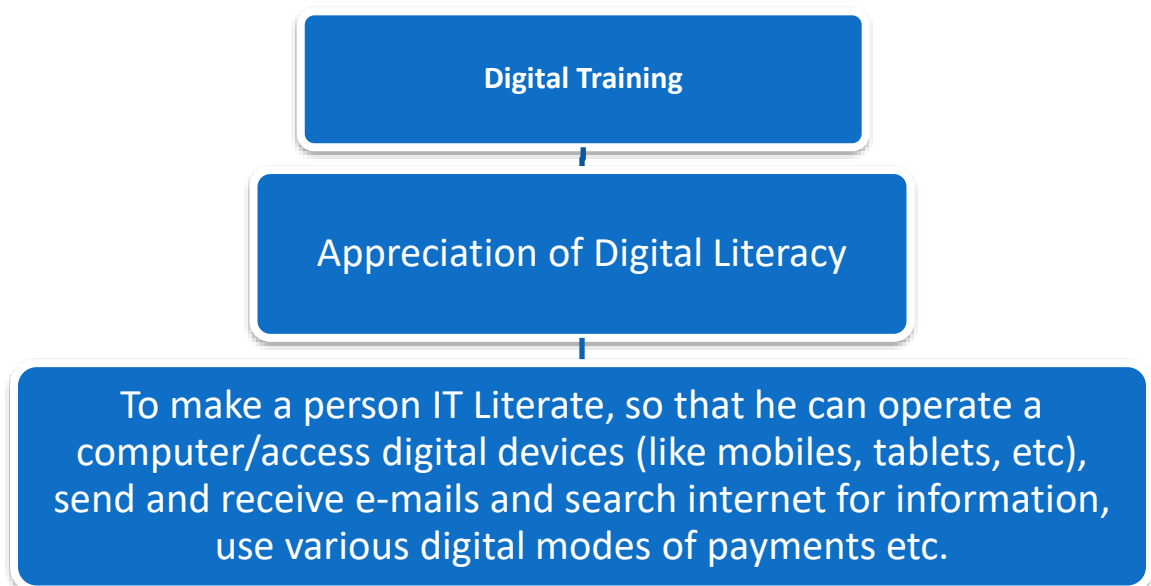 Digital Training
Appreciation of Digital Literacy
To make a person IT Literate, so that he can operate a
computer/access digital devices (like mobiles, tablets, etc),
send and receive e-mails and search internet for information,
use various digital modes of payments etc.